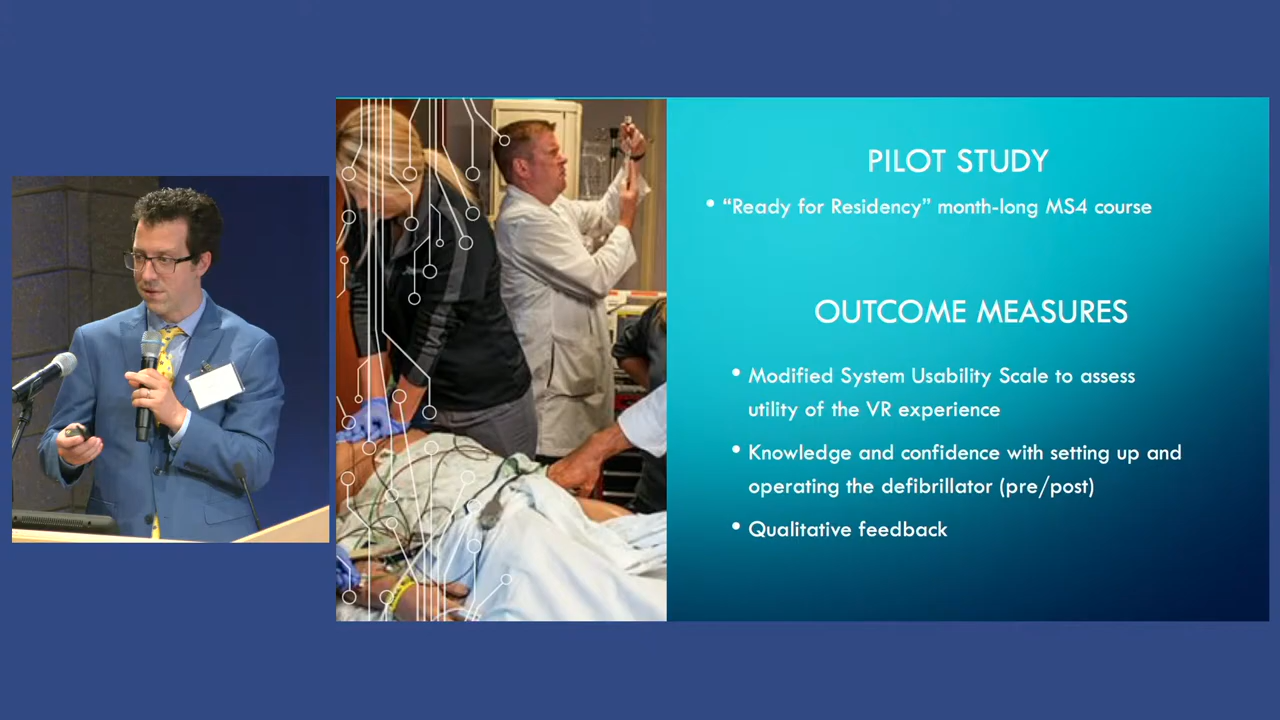 PILOT STUDY
• “Ready for Residency” month-long MS4 course
OUTCOME MEASURES
• Modified System Usability Scale to assess
utility of the VR experience
• Knowledge and confidence with setting up and
operating the defibrillator (pre/post)
• Qualitative feedback